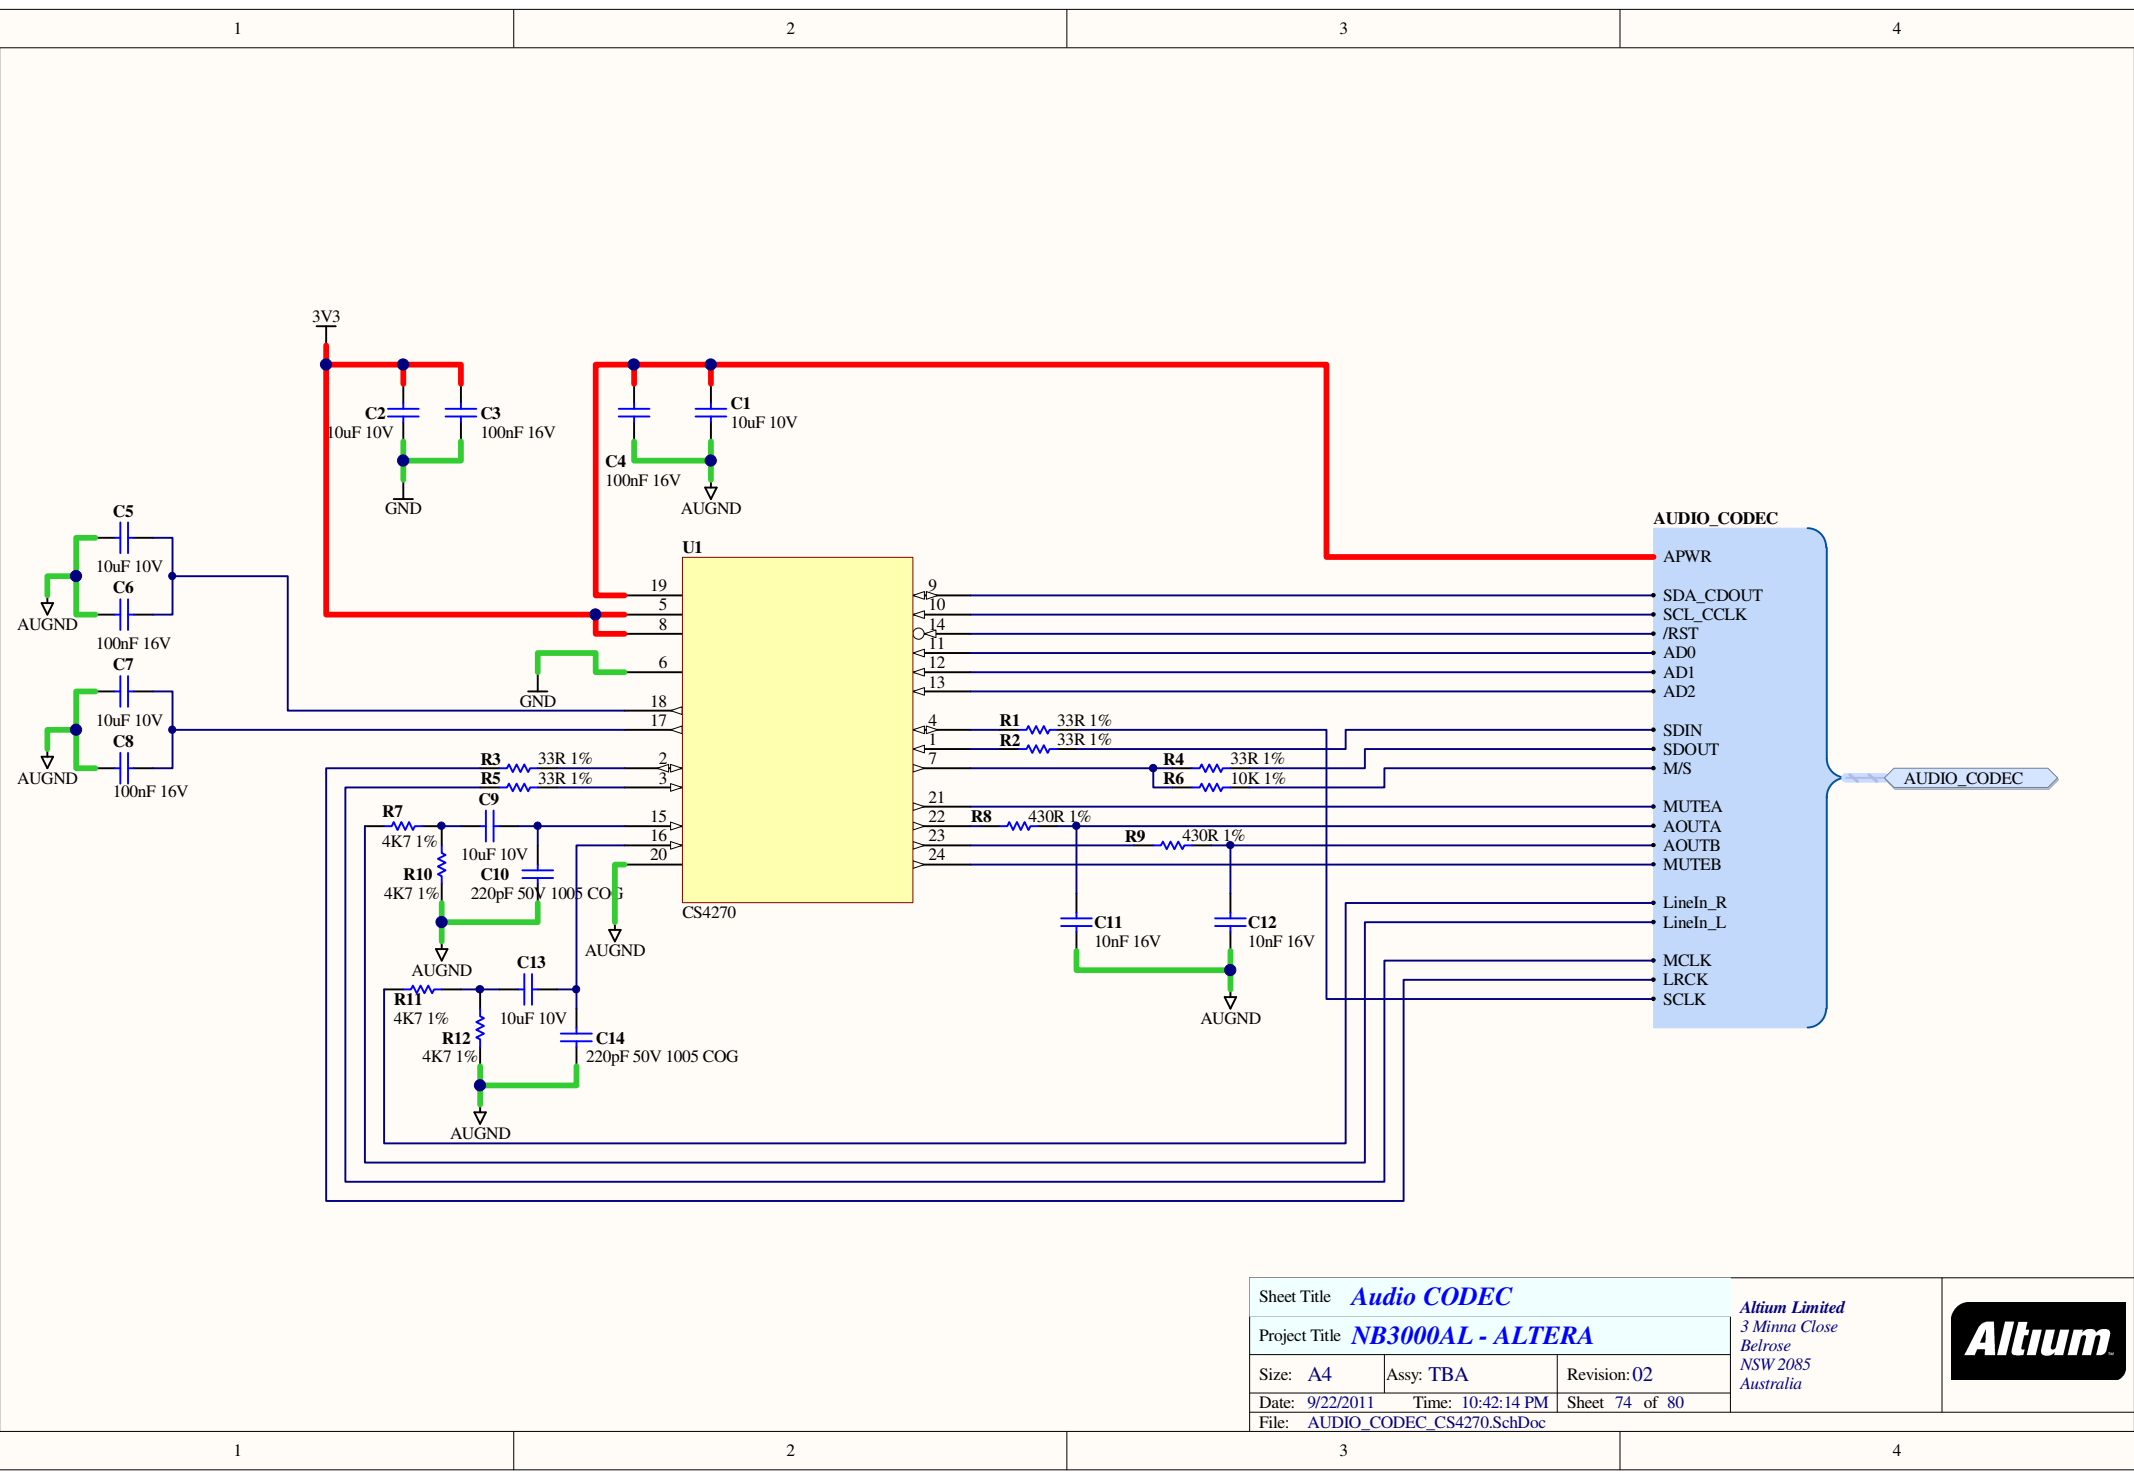 1 2 3 4
3V3
C2
10uF 10V
C3
100nF 16V
GND
C4
100nF 16V
C1
10uF 10V
AUGND
C5
10uF 10V
C6
100nF 16V
AUGND
C7
10uF 10V
C8
100nF 16V
AUGND
U1
19
5
8
6
GND
18
17
R3 33R 1% 2
R5 33R 1% 3
R7
4K7 1%
C9
10uF 10V
15
16
20
R10
4K7 1%
C10
220pF 50V 1005 COG
AUGND
AUGND
CS4270
C13
10uF 10V
R11
4K7 1%
R12
4K7 1%
C14
220pF 50V 1005 COG
AUGND
9
10
14
11
12
13
4 R1 33R 1%
1 R2 33R 1%
7 R4 33R 1%
R6 10K 1%
21
22 R8 430R 1%
23 R9 430R 1%
24
C11
10nF 16V
C12
10nF 16V
AUGND
AUDIO_CODEC
APWR
SDA_CDOUT
SCL_CCLK
/RST
AD0
AD1
AD2
SDIN
SDOUT
M/S
MUTEA
AOUTA
AOUTB
MUTEB
LineIn_R
LineIn_L
MCLK
LRCK
SCLK
AUDIO_CODEC
Sheet Title Audio CODEC
Project Title NB3000AL - ALTERA
Size: A4 Assy: TBA Revision: 02
Date: 9/22/2011 Time: 10:42:14 PM Sheet 74 of 80
File: AUDIO_CODEC_CS4270.SchDoc
Altium Limited
3 Minna Close
Belrose
NSW 2085
Australia
Altium
1 2 3 4